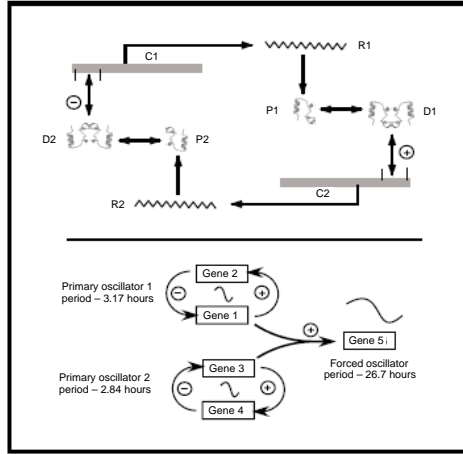 C1
R1
−
P1
D1
D2
P2
+
R2
C2
Primary oscillator 1
period – 3.17 hours
Gene 2
−
+
Gene 1
+
Gene 5
Primary oscillator 2
period – 2.84 hours
Gene 3
−
+
Gene 4
Forced oscillator
period – 26.7 hours